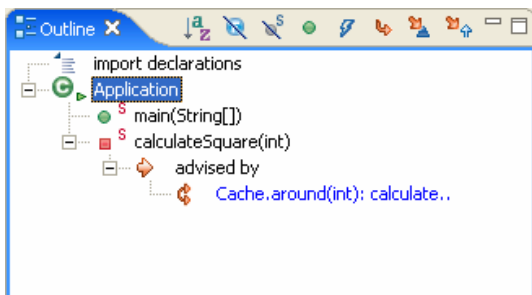 Outline
import declarations
Application
main(String[])
calculateSquare(int)
advised by
Cache.around(int): calculate..